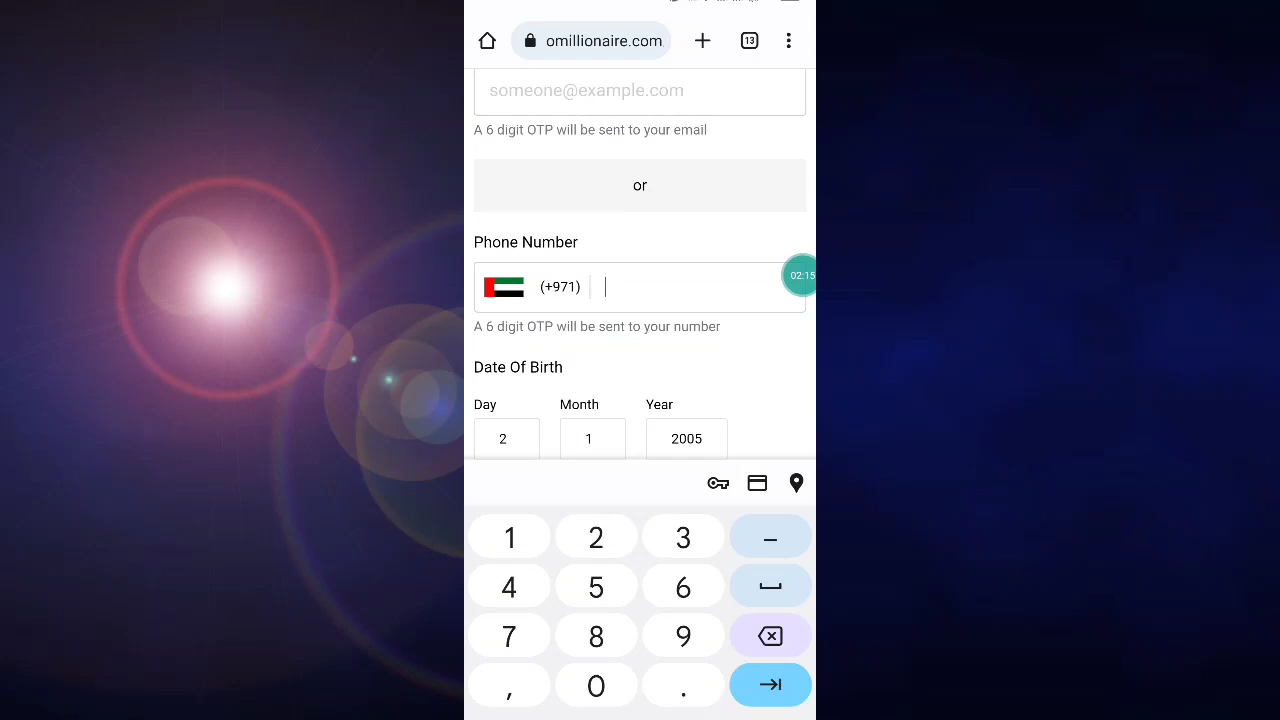 omillionaire.com
13
someone@example.com
A 6 digit OTP will be sent to your email
or
Phone Number
(+971)
02:15
A 6 digit OTP will be sent to your number
Date Of Birth
Day Month Year
2 1 2005
1 2 3 –
4 5 6
7 8 9
, 0 .